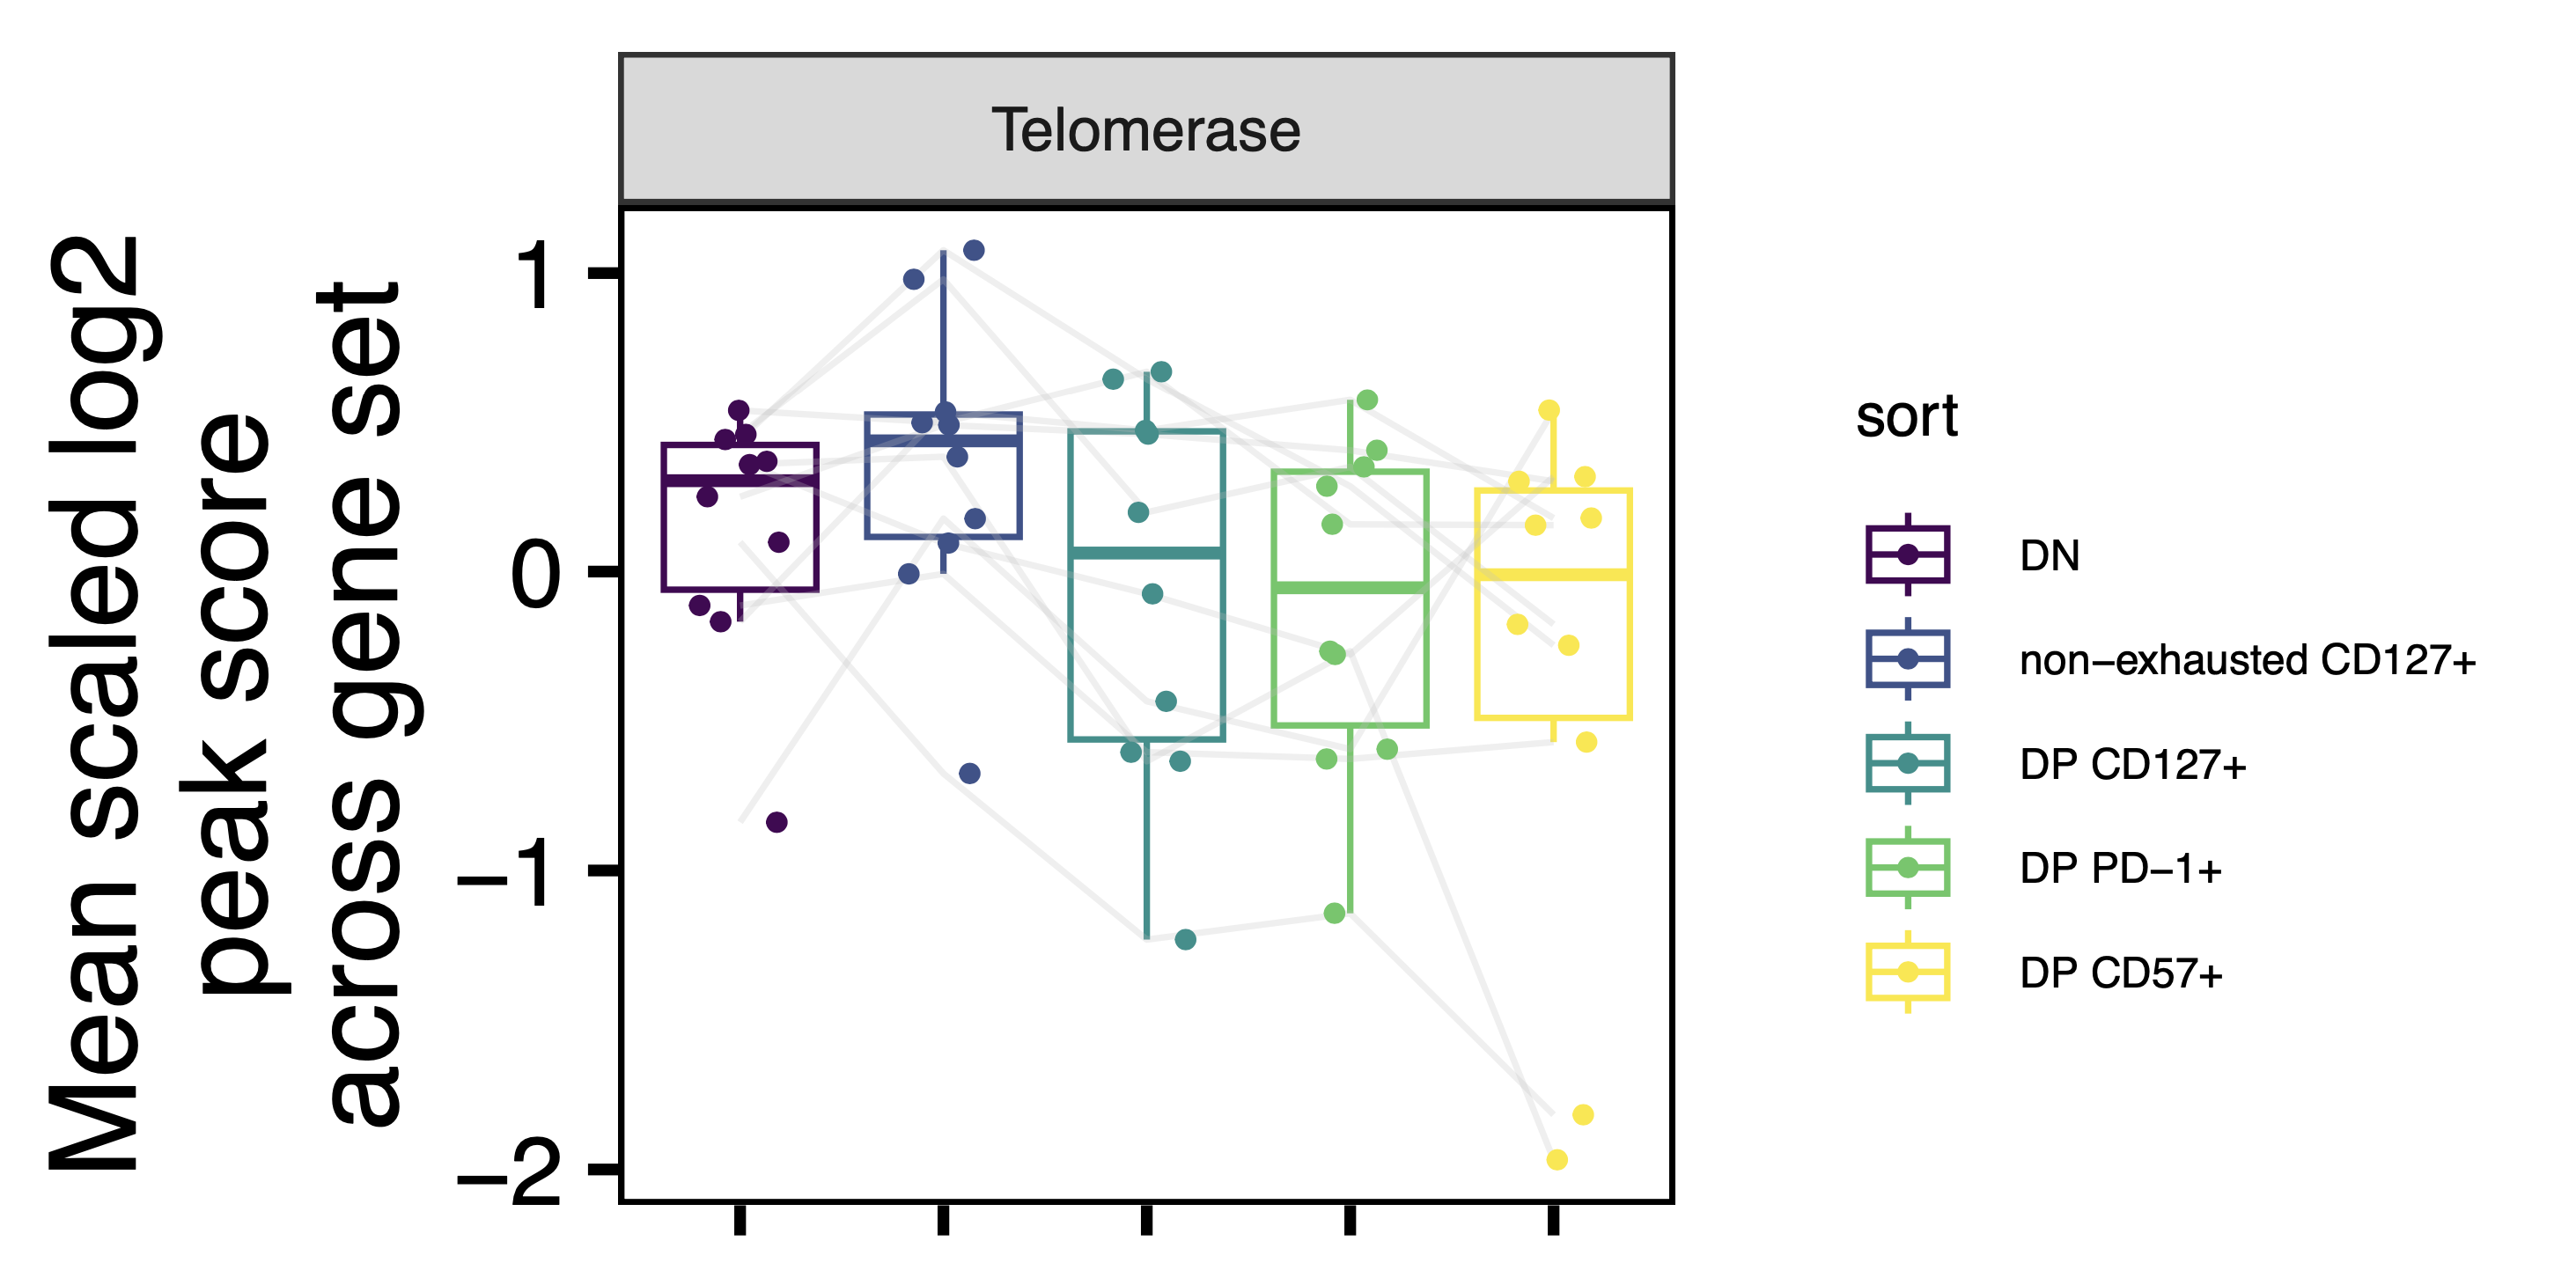 Telomerase
Mean scaled log2
peak score
across gene set
1
0
−1
−2
sort
DN
non−exhausted CD127+
DP CD127+
DP PD−1+
DP CD57+